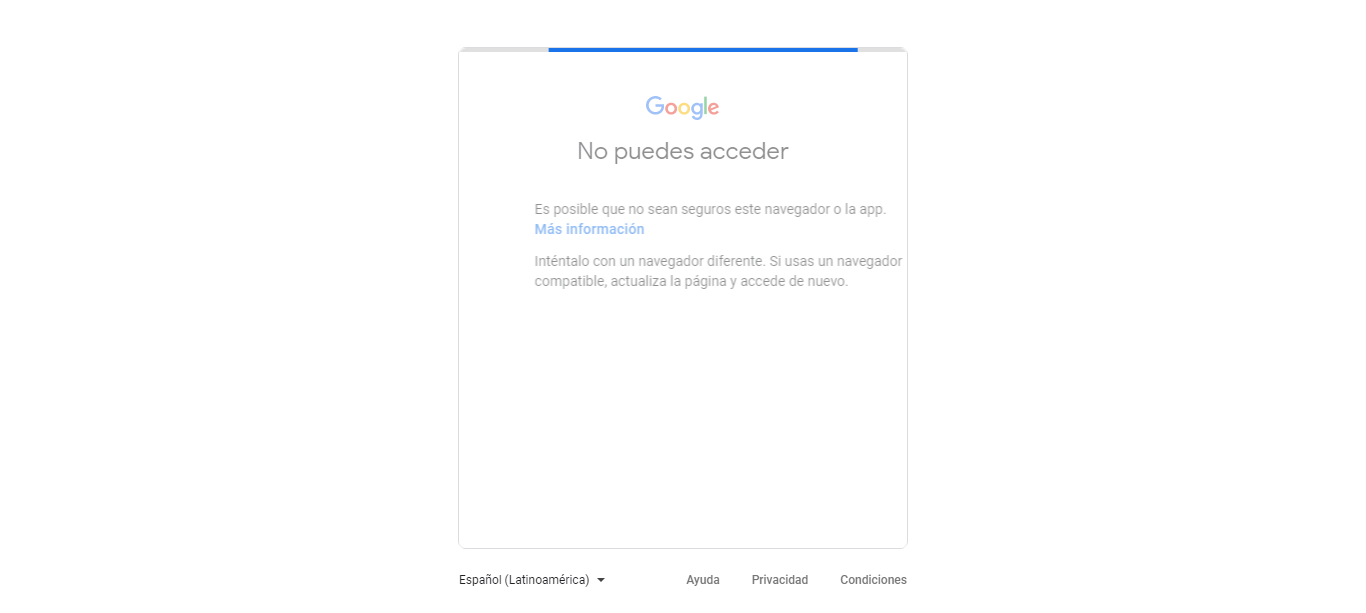 Google
No puedes acceder
Es posible que no sean seguros este navegador o la app.
Más información
Inténtalo con un navegador diferente. Si usas un navegador
compatible, actualiza la página y accede de nuevo.
Español (Latinoamérica) Ayuda Privacidad Condiciones